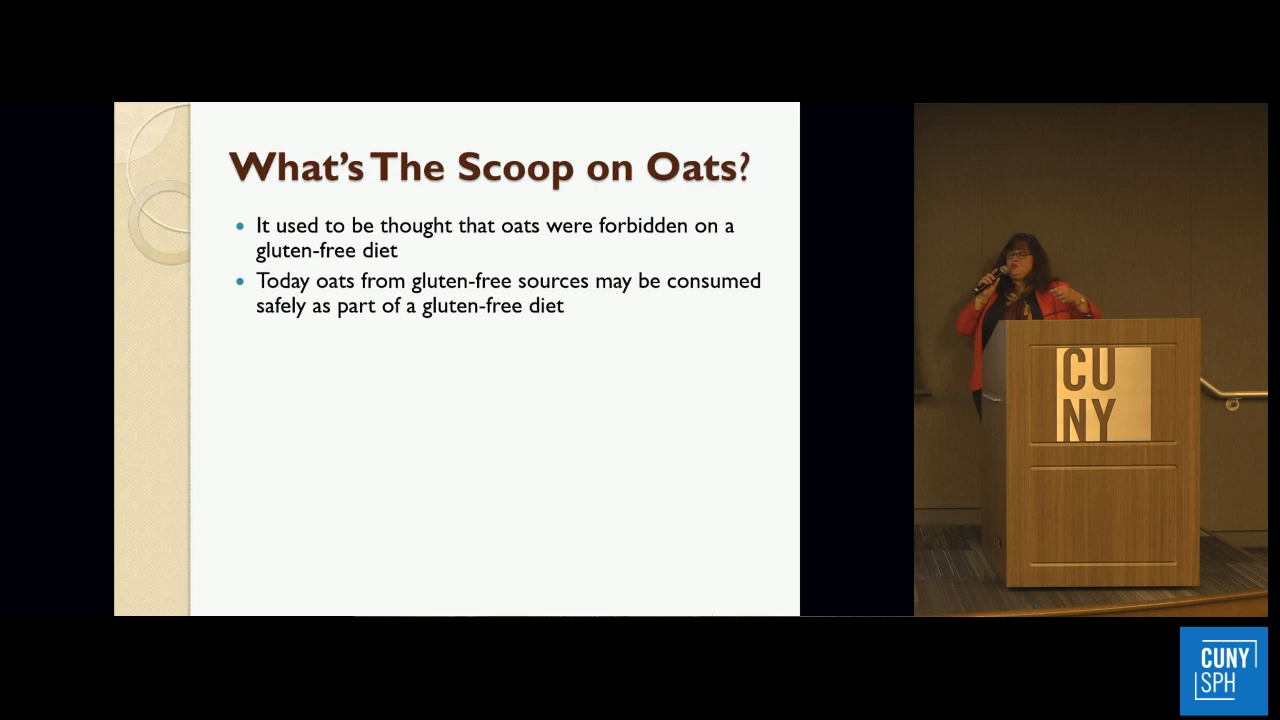 What's The Scoop on Oats?
It used to be thought that oats were forbidden on a
gluten-free diet
Today oats from gluten-free sources may be consumed
safely as part of a gluten-free diet
CU
NY
CUNY
SPH